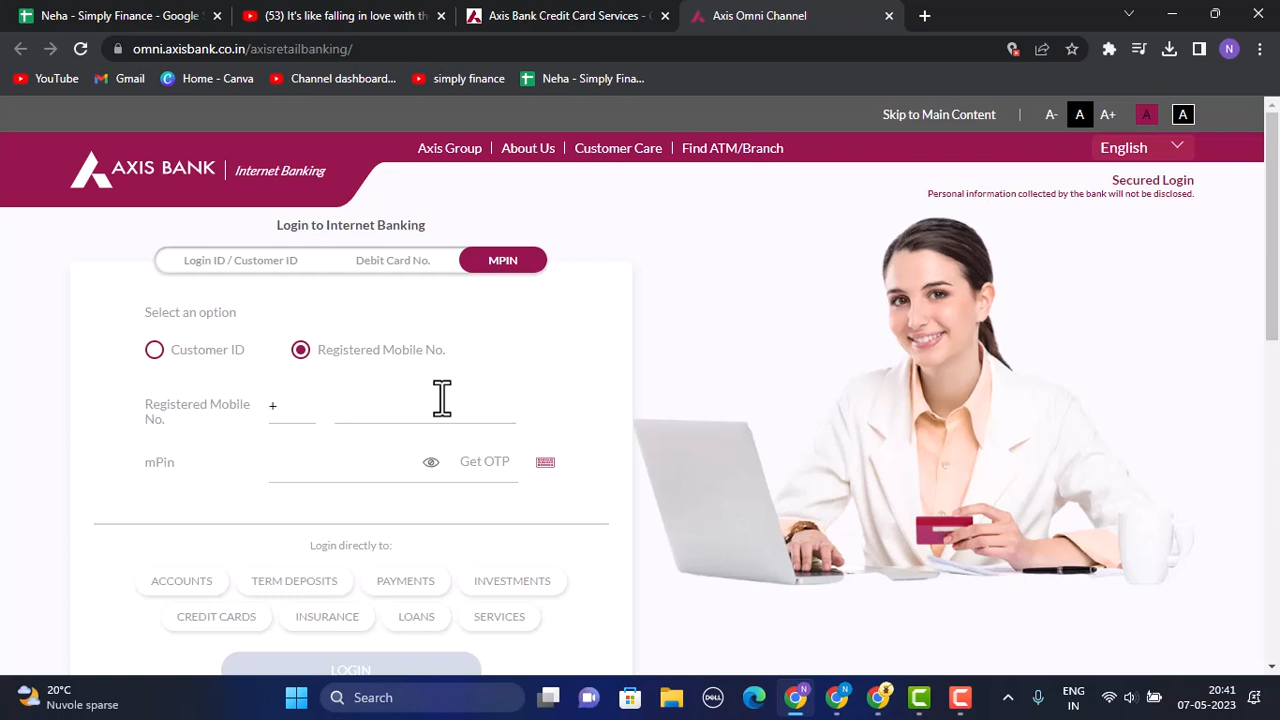 Neha - Simply Finance - Google S
(53) It's like falling in love with th
Axis Bank Credit Card Services - C
Axis Omni Channel
omni.axisbank.co.in/axisretailbanking/
N
YouTube
Gmail
Home - Canva
Channel dashboard...
simply finance
Neha - Simply Fina...
Skip to Main Content | A- A A+ A A
Axis Group About Us Customer Care Find ATM/Branch
English
AXIS BANK | Internet Banking
Secured Login
Personal information collected by the bank will not be disclosed.
Login to Internet Banking
Login ID / Customer ID Debit Card No. MPIN
Select an option
Customer ID Registered Mobile No.
Registered Mobile No. +
mPin Get OTP
Login directly to:
ACCOUNTS TERM DEPOSITS PAYMENTS INVESTMENTS
CREDIT CARDS INSURANCE LOANS SERVICES
LOGIN
20°C
Nuvole sparse
Search
DELL
ENG
IN
20:41
07-05-2023